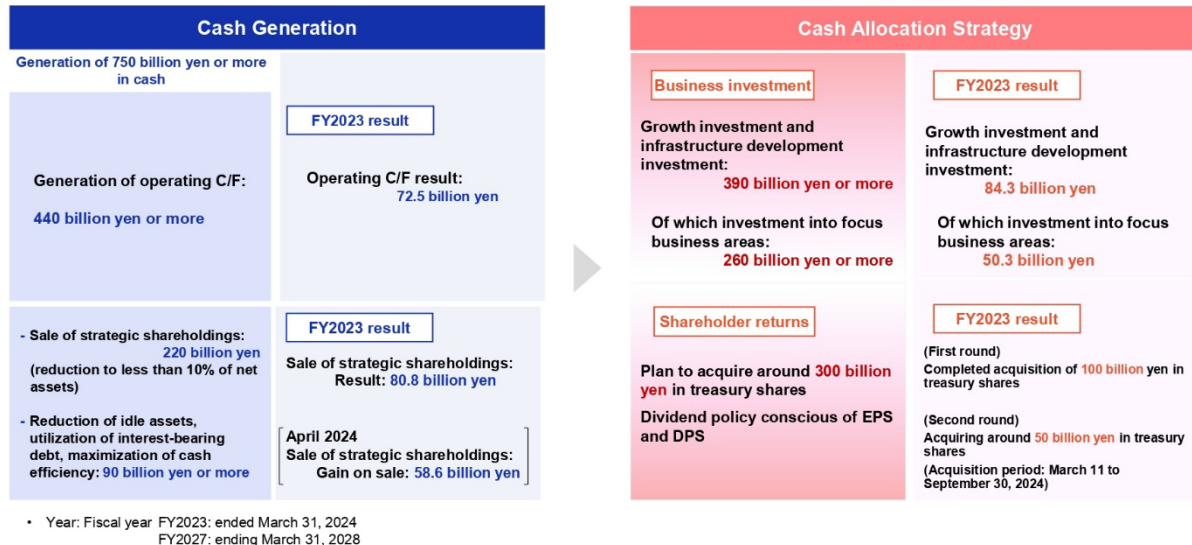 Cash Generation
Generation of 750 billion yen or more
in cash
Generation of operating C/F:
440 billion yen or more
FY2023 result
Operating C/F result:
72.5 billion yen
- Sale of strategic shareholdings:
220 billion yen
(reduction to less than 10% of net
assets)
- Reduction of idle assets,
utilization of interest-bearing
debt, maximization of cash
efficiency: 90 billion yen or more
FY2023 result
Sale of strategic shareholdings:
Result: 80.8 billion yen
April 2024
Sale of strategic shareholdings:
Gain on sale: 58.6 billion yen
Cash Allocation Strategy
Business investment
Growth investment and
infrastructure development
investment:
390 billion yen or more
Of which investment into focus
business areas:
260 billion yen or more
FY2023 result
Growth investment and
infrastructure development
investment:
84.3 billion yen
Of which investment into focus
business areas:
50.3 billion yen
Shareholder returns
Plan to acquire around 300 billion
yen in treasury shares
Dividend policy conscious of EPS
and DPS
FY2023 result
(First round)
Completed acquisition of 100 billion yen in
treasury shares
(Second round)
Acquiring around 50 billion yen in treasury
shares
(Acquisition period: March 11 to
September 30, 2024)
• Year: Fiscal year FY2023: ended March 31, 2024
FY2027: ending March 31, 2028